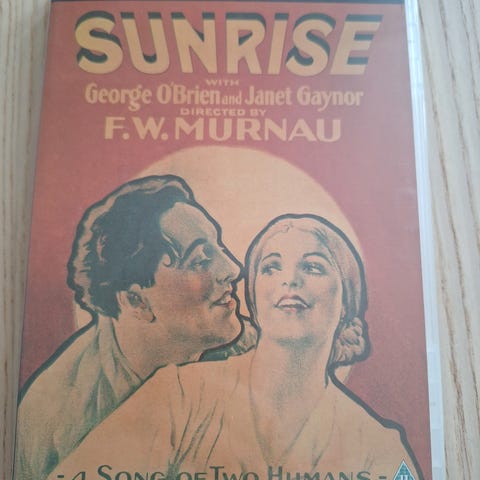 SUNRISE
WITH
George O'Brien and Janet Gaynor
DIRECTED BY
F.W. MURNAU
- A SONG OF TWO HUMANS -
U